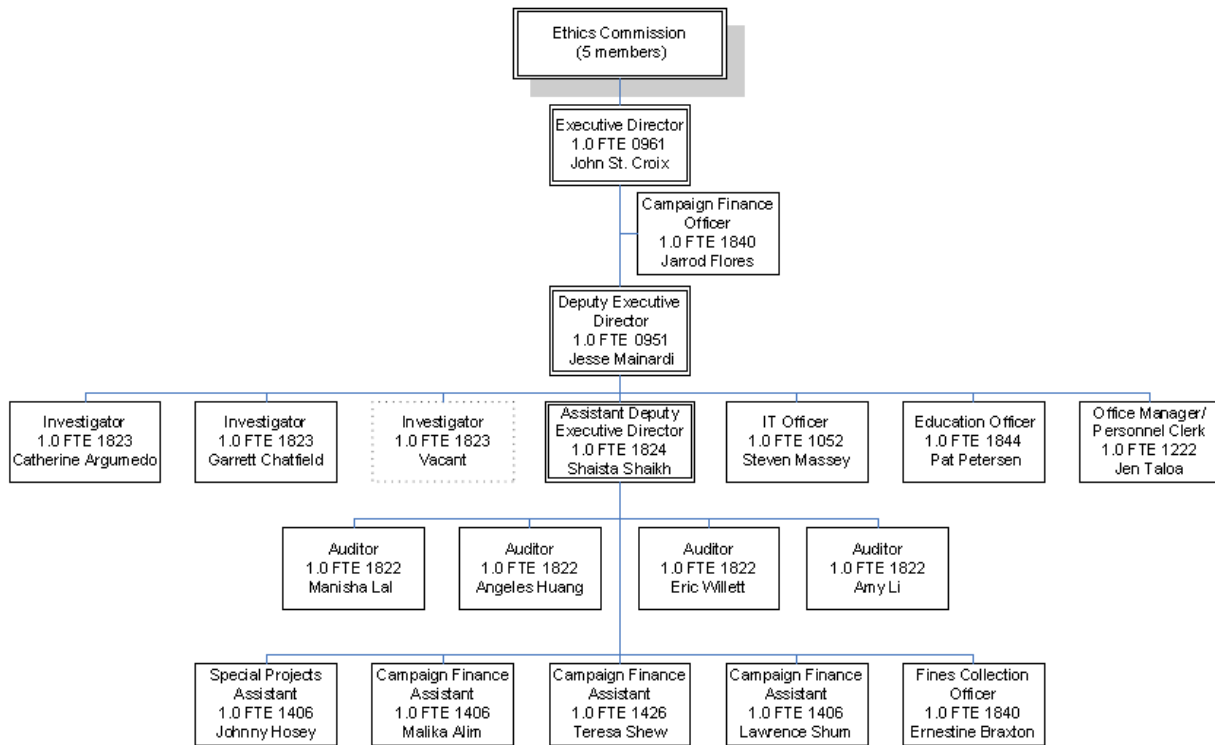 Ethics Commission
(5 members)
Executive Director
1.0 FTE 0961
John St. Croix
Campaign Finance
Officer
1.0 FTE 1840
Jarrod Flores
Deputy Executive
Director
1.0 FTE 0951
Jesse Mainardi
Investigator
1.0 FTE 1823
Catherine Argumedo
Investigator
1.0 FTE 1823
Garrett Chatfield
Investigator
1.0 FTE 1823
Vacant
Assistant Deputy
Executive Director
1.0 FTE 1824
Shaista Shaikh
IT Officer
1.0 FTE 1052
Steven Massey
Education Officer
1.0 FTE 1844
Pat Petersen
Office Manager/
Personnel Clerk
1.0 FTE 1222
Jen Taloa
Auditor
1.0 FTE 1822
Manisha Lal
Auditor
1.0 FTE 1822
Angeles Huang
Auditor
1.0 FTE 1822
Eric Willett
Auditor
1.0 FTE 1822
Amy Li
Special Projects
Assistant
1.0 FTE 1406
Johnny Hosey
Campaign Finance
Assistant
1.0 FTE 1406
Malika Alim
Campaign Finance
Assistant
1.0 FTE 1426
Teresa Shew
Campaign Finance
Assistant
1.0 FTE 1406
Lawrence Shum
Fines Collection
Officer
1.0 FTE 1840
Ernestine Braxton